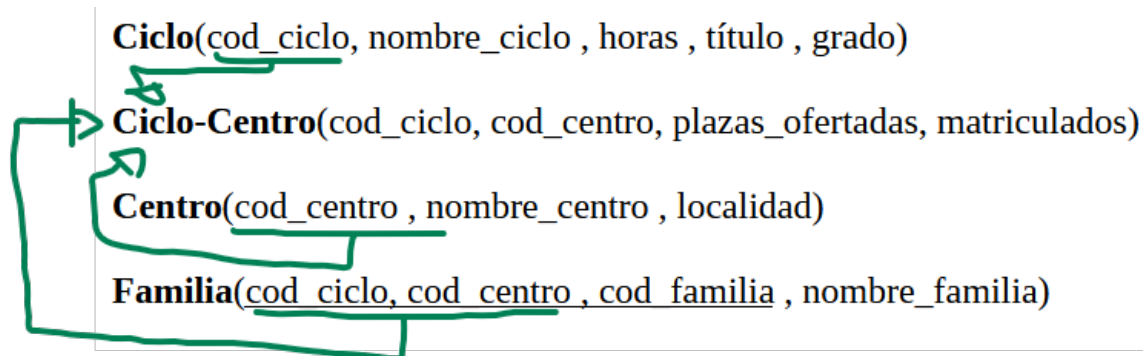 Ciclo(cod_ciclo, nombre_ciclo , horas , título , grado)
Ciclo-Centro(cod_ciclo, cod_centro, plazas_ofertadas, matriculados)
Centro(cod_centro , nombre_centro , localidad)
Familia(cod_ciclo, cod_centro , cod_familia , nombre_familia)